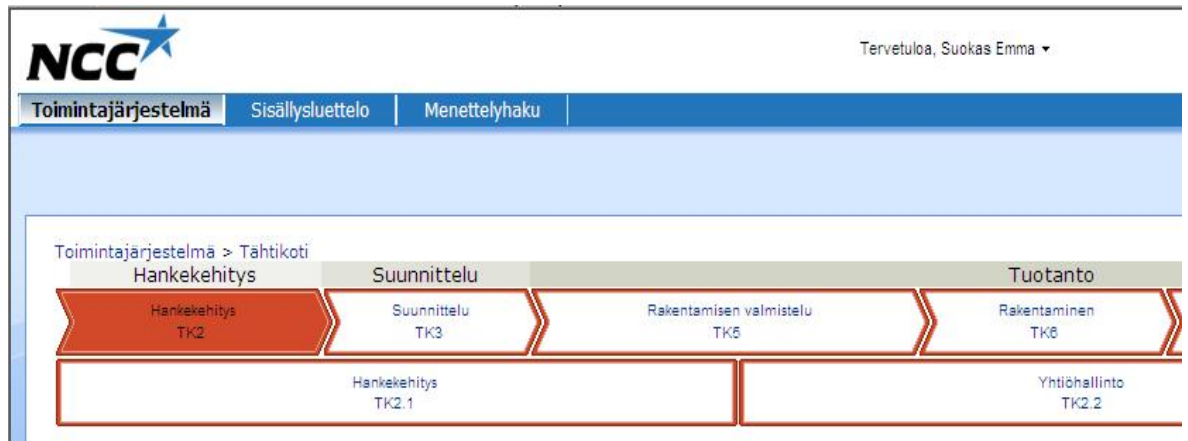 NCC
Tervetuloa, Suokas Emma
Toimintajärjestelmä Sisällysluettelo Menettelyhaku
Toimintajärjestelmä > Tähtikoti
Hankekehitys Suunnittelu Tuotanto
Hankekehitys Suunnittelu Rakentamisen valmistelu Rakentaminen
TK2 TK3 TK5 TK6
Hankekehitys Yhtiöhallinto
TK2.1 TK2.2